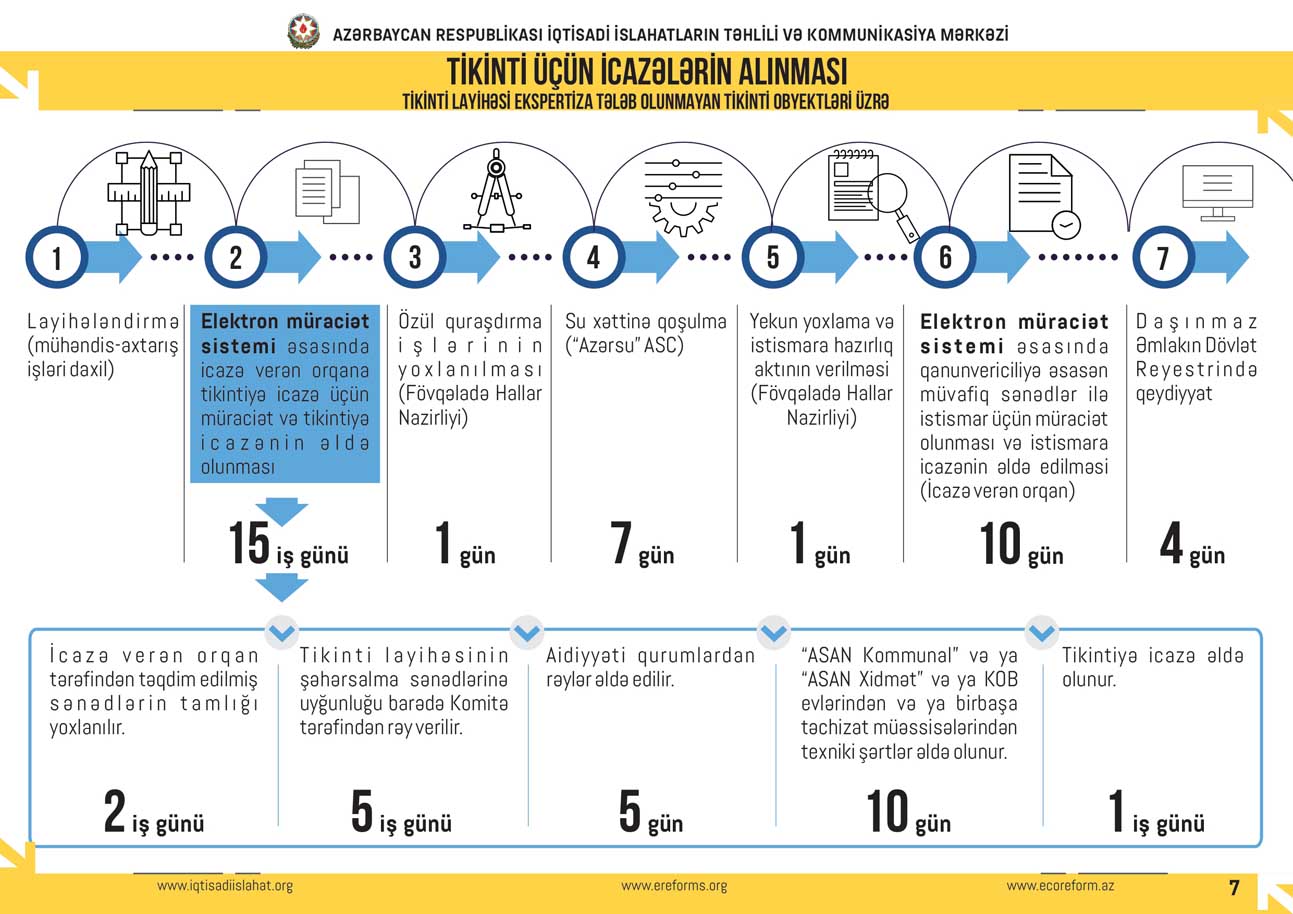 AZƏRBAYCAN RESPUBLİKASI İQTİSADİ İSLAHATLARIN TƏHLİLİ VƏ KOMMUNİKASİYA MƏRKƏZİ
TİKİNTİ ÜÇÜN İCAZƏLƏRİN ALINMASI
TİKİNTİ LAYİHƏSİ EKSPERTİZA TƏLƏB OLUNMAYAN TİKİNTİ OBYEKTLƏRİ ÜZRƏ
1
2
3
4
5
6
7
Layihələndirmə
(mühəndis-axtarış
işləri daxil)
Elektron müraciət
sistemi əsasında
icazə verən orqana
tikintiyə icazə üçün
müraciət və tikintiyə
icazənin əldə
olunması
15 iş günü
Özül quraşdırma
işlərinin
yoxlanılması
(Fövqəladə Hallar
Nazirliyi)
1 gün
Su xəttinə qoşulma
(“Azərsu” ASC)
7 gün
Yekun yoxlama və
istismara hazırlıq
aktının verilməsi
(Fövqəladə Hallar
Nazirliyi)
1 gün
Elektron müraciət
sistemi əsasında
qanunvericiliyə əsasən
müvafiq sənədlər ilə
istismar üçün müraciət
olunması və istismara
icazənin əldə edilməsi
(İcazə verən orqan)
10 gün
Daşınmaz
Əmlakın Dövlət
Reyestrində
qeydiyyat
4 gün
İcazə verən orqan
tərəfindən təqdim edilmiş
sənədlərin tamlığı
yoxlanılır.
2 iş günü
Tikinti layihəsinin
şəhərsalma sənədlərinə
uyğunluğu barədə Komitə
tərəfindən rəy verilir.
5 iş günü
Aidiyyəti qurumlardan
rəylər əldə edilir.
5 gün
“ASAN Kommunal” və ya
“ASAN Xidmət” və ya KOB
evlərindən və ya birbaşa
təchizat müəssisələrindən
texniki şərtlər əldə olunur.
10 gün
Tikintiyə icazə əldə
olunur.
1 iş günü
www.iqtisadiislahat.org
www.ereforms.org
www.ecoreform.az
7